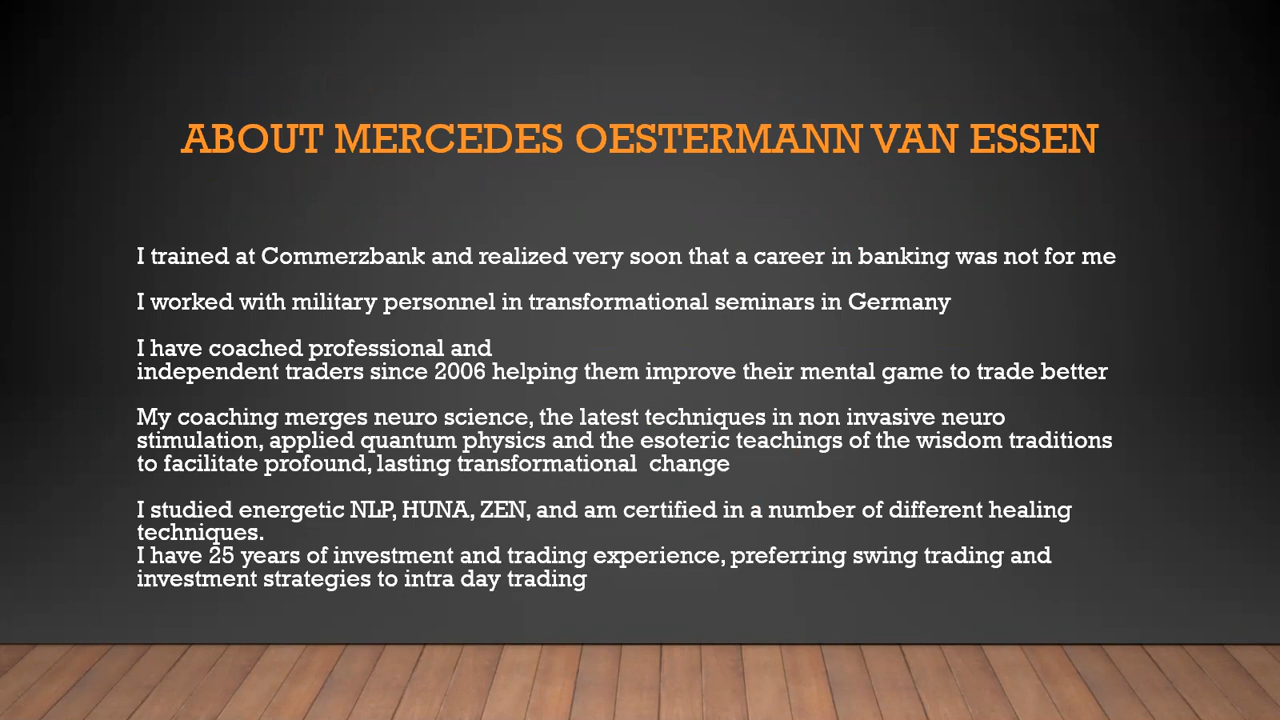 ABOUT MERCEDES OESTERMANN VAN ESSEN
I trained at Commerzbank and realized very soon that a career in banking was not for me
I worked with military personnel in transformational seminars in Germany
I have coached professional and
independent traders since 2006 helping them improve their mental game to trade better
My coaching merges neuro science, the latest techniques in non invasive neuro
stimulation, applied quantum physics and the esoteric teachings of the wisdom traditions
to facilitate profound, lasting transformational  change
I studied energetic NLP, HUNA, ZEN, and am certified in a number of different healing
techniques.
I have 25 years of investment and trading experience, preferring swing trading and
investment strategies to intra day trading